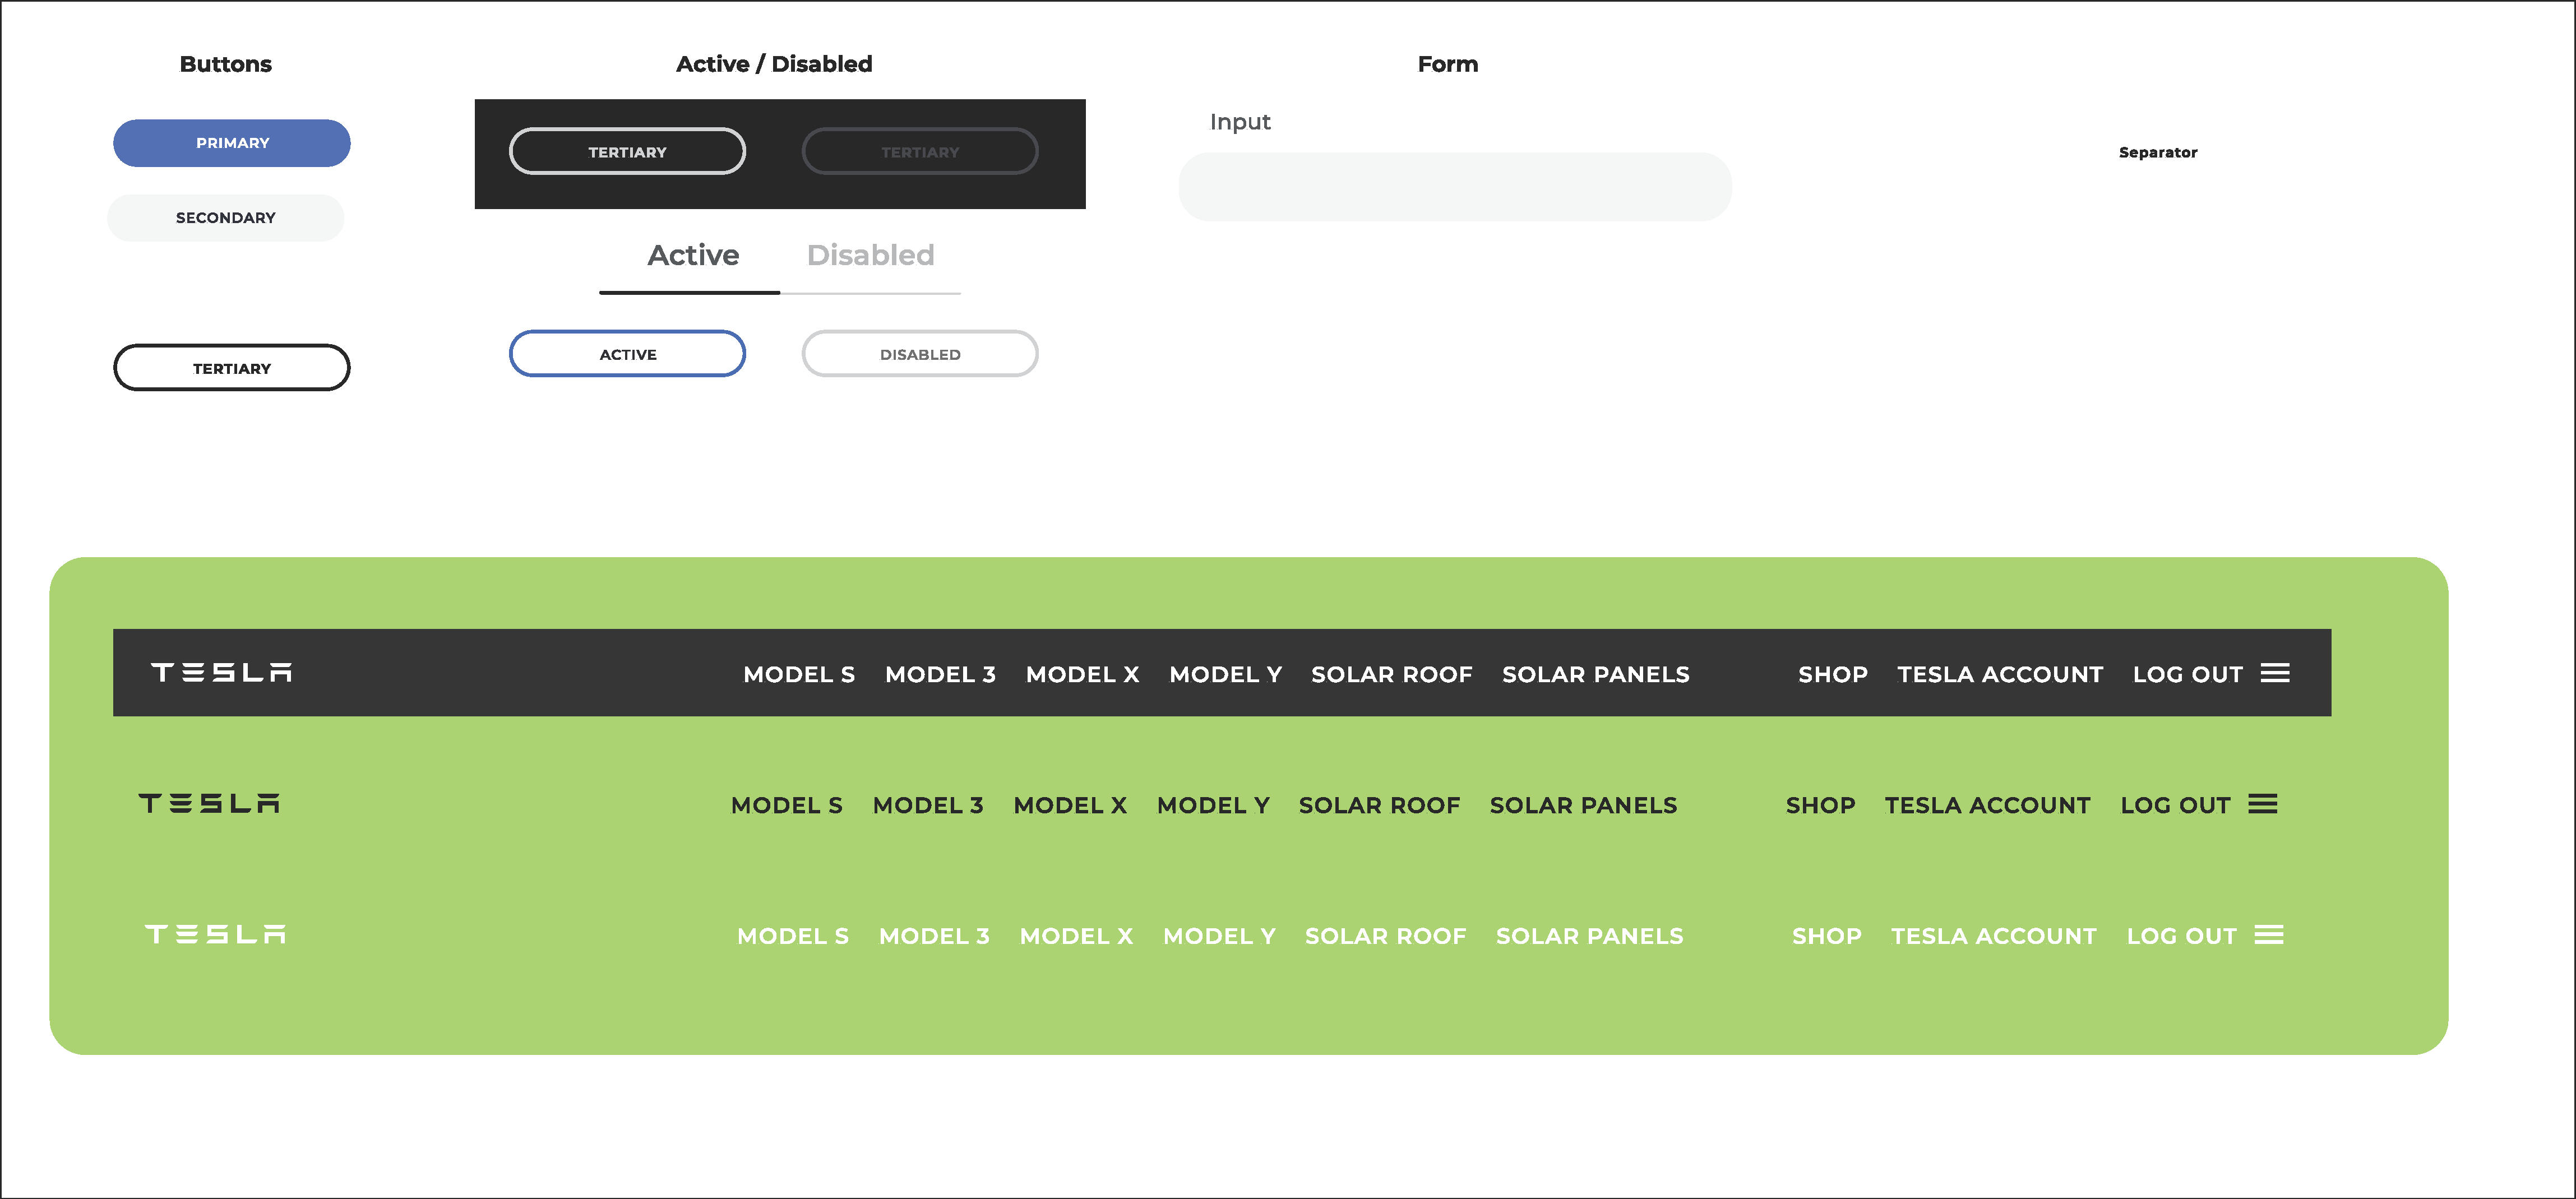 Buttons
Active / Disabled
Form
PRIMARY
SECONDARY
TERTIARY
TERTIARY
TERTIARY
Active
Disabled
ACTIVE
DISABLED
Input
Separator
TESLA MODEL S MODEL 3 MODEL X MODEL Y SOLAR ROOF SOLAR PANELS SHOP TESLA ACCOUNT LOG OUT
TESLA MODEL S MODEL 3 MODEL X MODEL Y SOLAR ROOF SOLAR PANELS SHOP TESLA ACCOUNT LOG OUT
TESLA MODEL S MODEL 3 MODEL X MODEL Y SOLAR ROOF SOLAR PANELS SHOP TESLA ACCOUNT LOG OUT